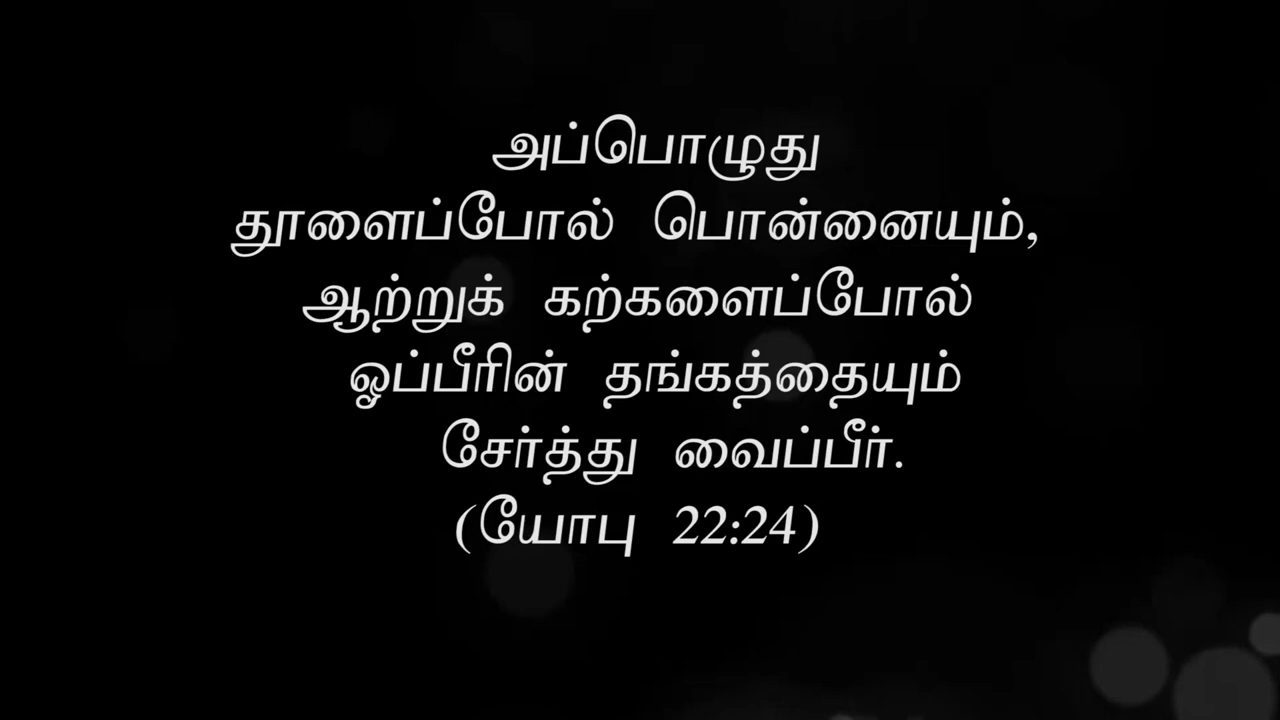 அப்பொழுது
தூளைப்போல் பொன்னையும்,
ஆற்றுக் கற்களைப்போல்
ஓப்பீரின் தங்கத்தையும்
சேர்த்து வைப்பீர்.
(யோபு 22:24)